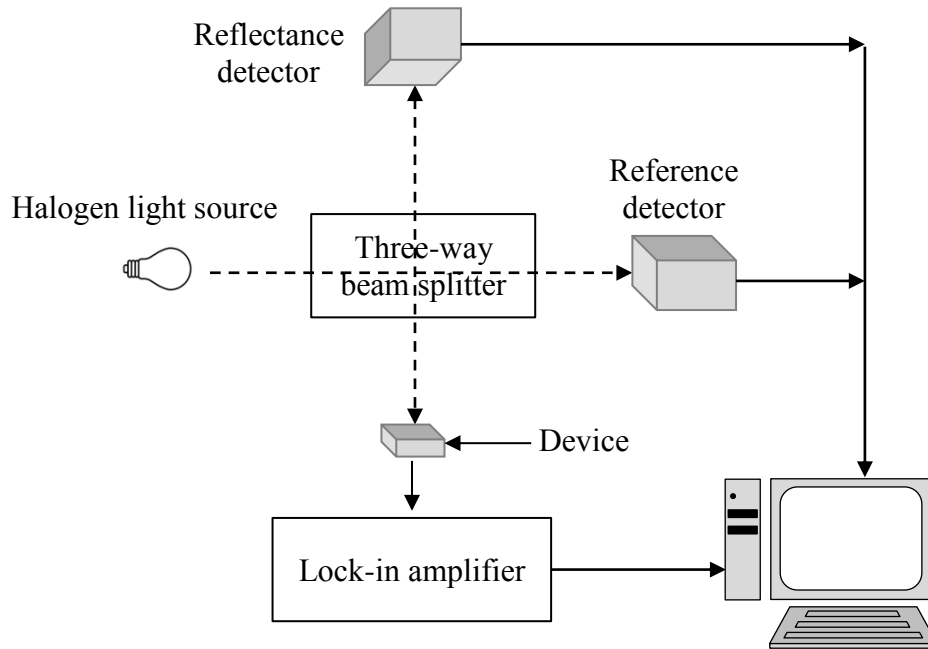 Reflectance
detector
Reference
detector
Halogen light source
Three-way
beam splitter
Device
Lock-in amplifier